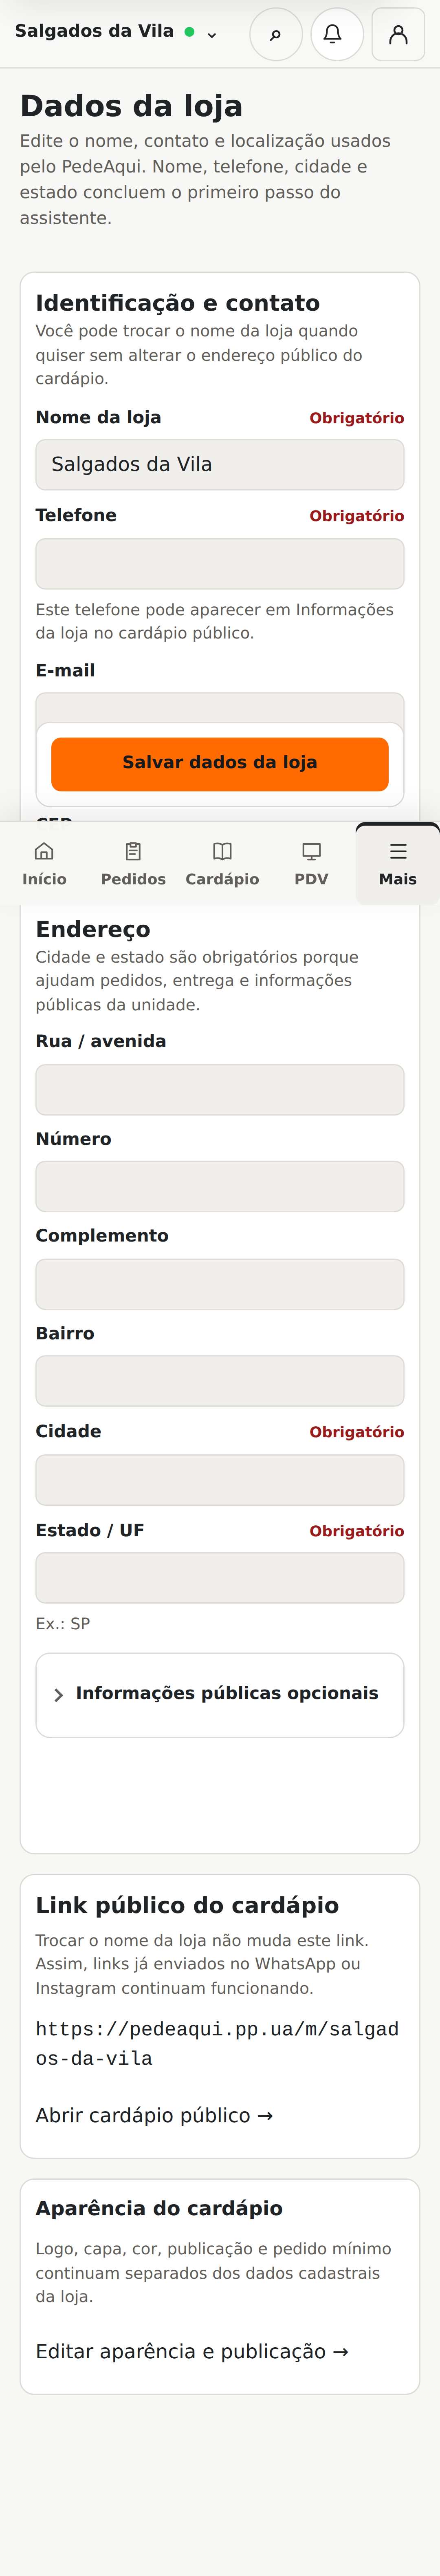 Salgados da Vila
Dados da loja
Edite o nome, contato e localização usados
pelo PedeAqui. Nome, telefone, cidade e
estado concluem o primeiro passo do
assistente.
Identificação e contato
Você pode trocar o nome da loja quando
quiser sem alterar o endereço público do
cardápio.
Nome da loja Obrigatório
Salgados da Vila
Telefone Obrigatório
Este telefone pode aparecer em Informações
da loja no cardápio público.
E-mail
Salvar dados da loja
CEP
Início Pedidos Cardápio PDV Mais
Endereço
Cidade e estado são obrigatórios porque
ajudam pedidos, entrega e informações
públicas da unidade.
Rua / avenida
Número
Complemento
Bairro
Cidade Obrigatório
Estado / UF Obrigatório
Ex.: SP
Informações públicas opcionais
Link público do cardápio
Trocar o nome da loja não muda este link.
Assim, links já enviados no WhatsApp ou
Instagram continuam funcionando.
https://pedeaqui.pp.ua/m/salgad
os-da-vila
Abrir cardápio público →
Aparência do cardápio
Logo, capa, cor, publicação e pedido mínimo
continuam separados dos dados cadastrais
da loja.
Editar aparência e publicação →